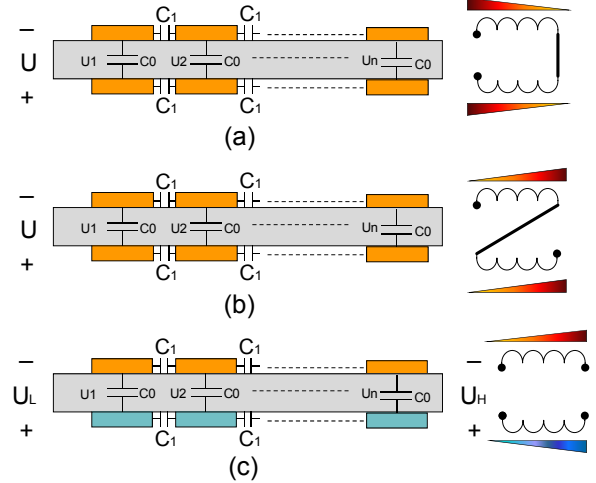 C1 C1
– U1 C0 U2 C0 Un C0
U
+
C1 C1
(a)
C1 C1
– U1 C0 U2 C0 Un C0
U
+
C1 C1
(b)
C1 C1
– U1 C0 U2 C0 Un C0 –
UL UH
+ +
C1 C1
(c)